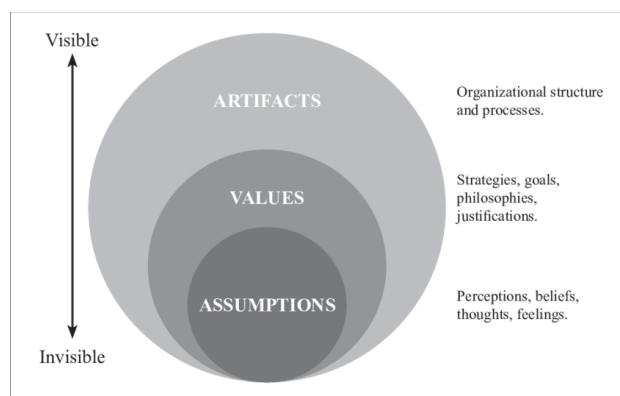 Visible
ARTIFACTS
Organizational structure
and processes.
VALUES
Strategies, goals,
philosophies,
justifications.
ASSUMPTIONS
Perceptions, beliefs,
thoughts, feelings.
Invisible